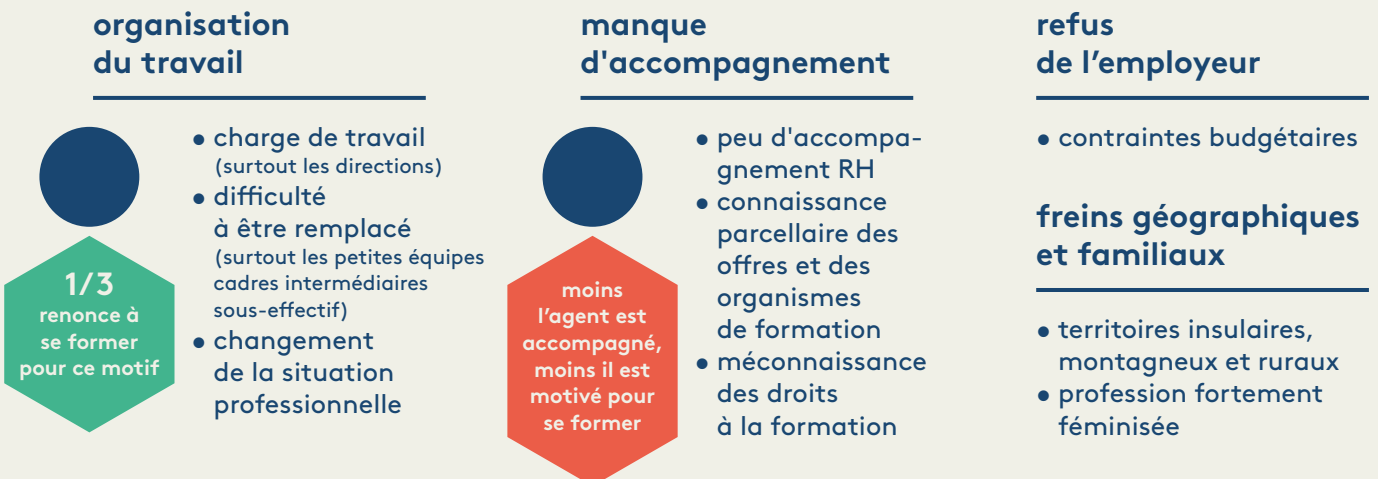 organisation
du travail
1/3
renonce à
se former
pour ce motif
• charge de travail
(surtout les directions)
• difficulté
à être remplacé
(surtout les petites équipes
cadres intermédiaires
sous-effectif)
• changement
de la situation
professionnelle
manque
d'accompagnement
moins
l’agent est
accompagné,
moins il est
motivé pour
se former
• peu d'accompa-
gnement RH
• connaissance
parcellaire des
offres et des
organismes
de formation
• méconnaissance
des droits
à la formation
refus
de l’employeur
• contraintes budgétaires
freins géographiques
et familiaux
• territoires insulaires,
montagneux et ruraux
• profession fortement
féminisée